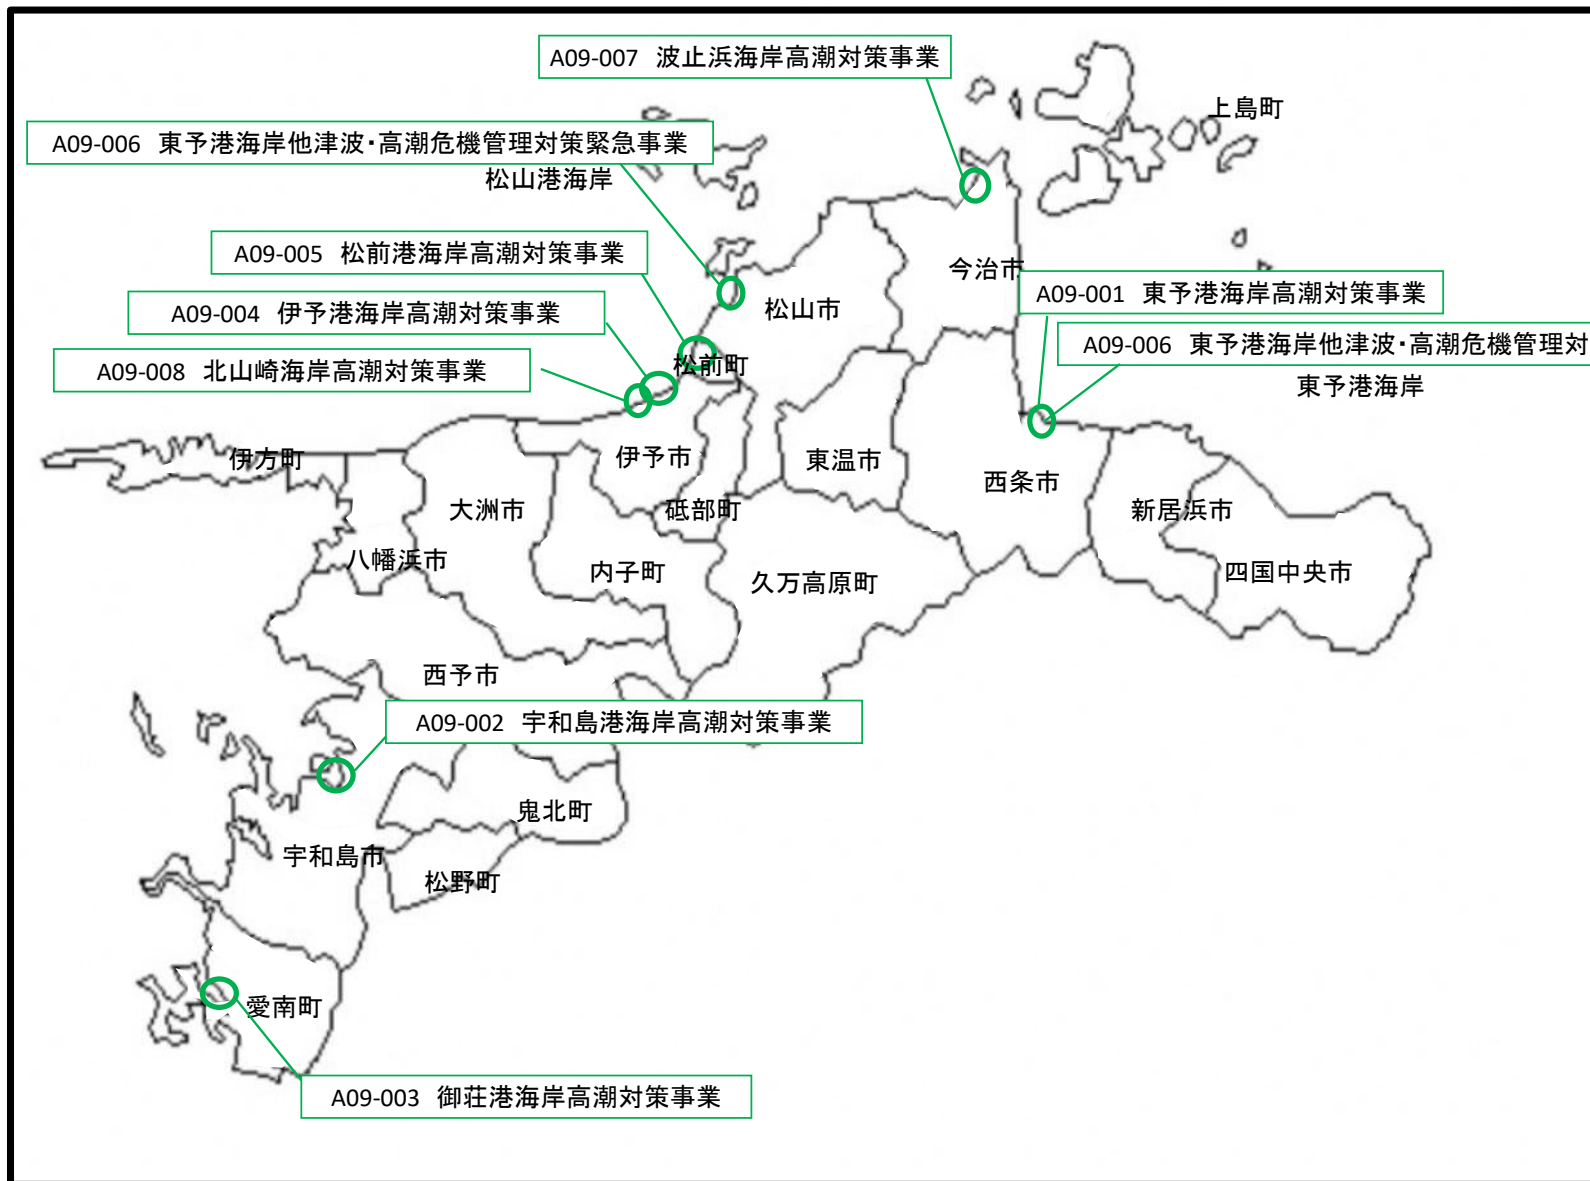 A09-007 波止浜海岸高潮対策事業
上島町
A09-006 東予港海岸他津波・高潮危機管理対策緊急事業
松山港海岸
A09-005 松前港海岸高潮対策事業
今治市
A09-001 東予港海岸高潮対策事業
A09-004 伊予港海岸高潮対策事業
松山市
A09-006 東予港海岸他津波・高潮危機管理対
松前町
A09-008 北山崎海岸高潮対策事業
東予港海岸
伊方町
伊予市
東温市
西条市
大洲市
砥部町
新居浜市
八幡浜市
内子町
久万高原町
四国中央市
西予市
A09-002 宇和島港海岸高潮対策事業
鬼北町
宇和島市
松野町
愛南町
A09-003 御荘港海岸高潮対策事業